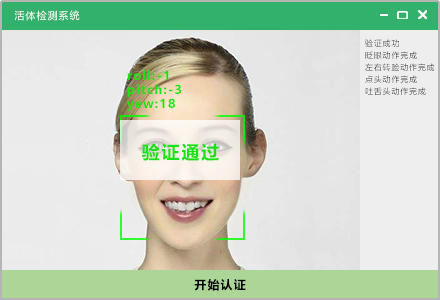 活体检测系统
roll:-1
pitch:-3
yew:18
验证通过
验证成功
眨眼动作完成
左右转脸动作完成
点头动作完成
吐舌头动作完成
开始认证